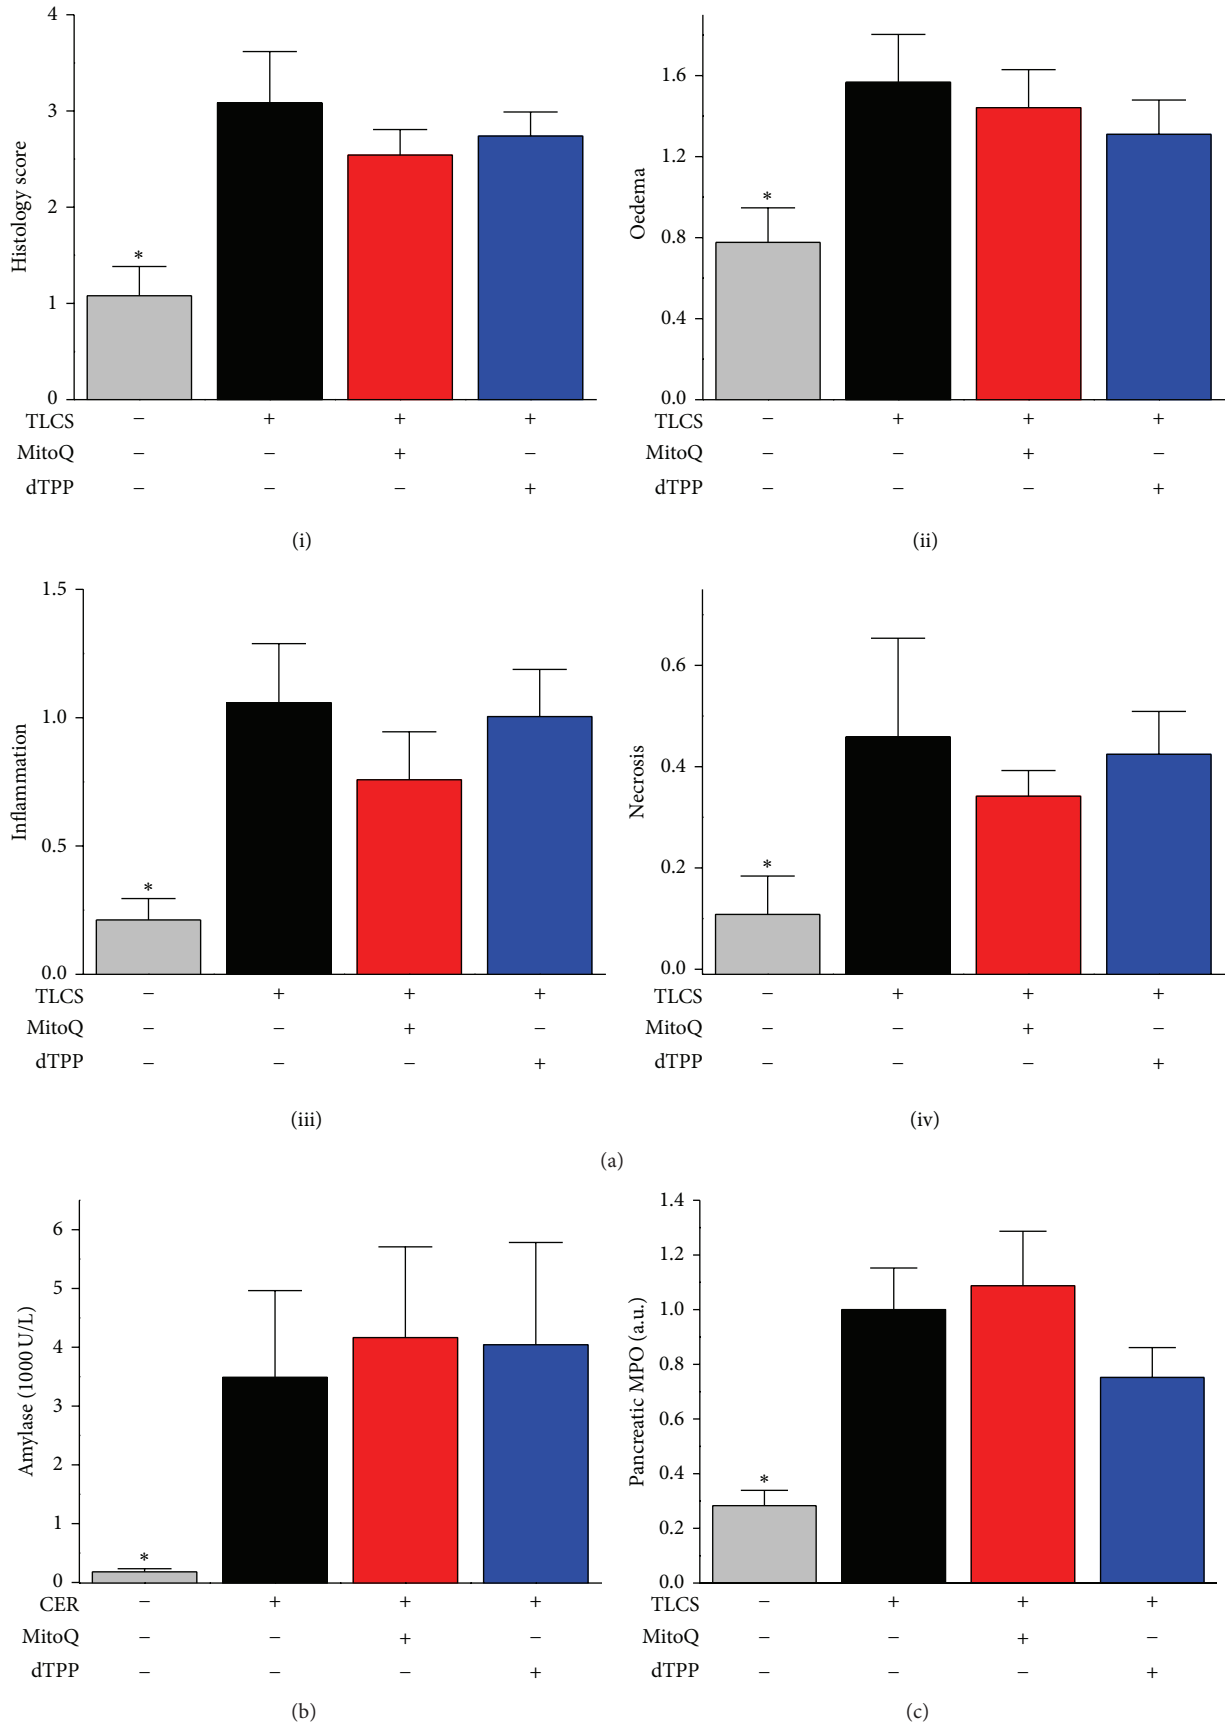 4
3
2
1
0
Histology score
*
TLCS − + + +
MitoQ − − + −
dTPP − − − +
(i)
1.6
1.2
0.8
0.4
0.0
Oedema
*
TLCS − + + +
MitoQ − − + −
dTPP − − − +
(ii)
1.5
1.0
0.5
0.0
Inflammation
*
TLCS − + + +
MitoQ − − + −
dTPP − − − +
(iii)
0.6
0.4
0.2
0.0
Necrosis
*
TLCS − + + +
MitoQ − − + −
dTPP − − − +
(iv)
(a)
6
5
4
3
2
1
0
Amylase (1000 U/L)
*
CER − + + +
MitoQ − − + −
dTPP − − − +
(b)
1.4
1.2
1.0
0.8
0.6
0.4
0.2
0.0
Pancreatic MPO (a.u.)
*
TLCS − + + +
MitoQ − − + −
dTPP − − − +
(c)